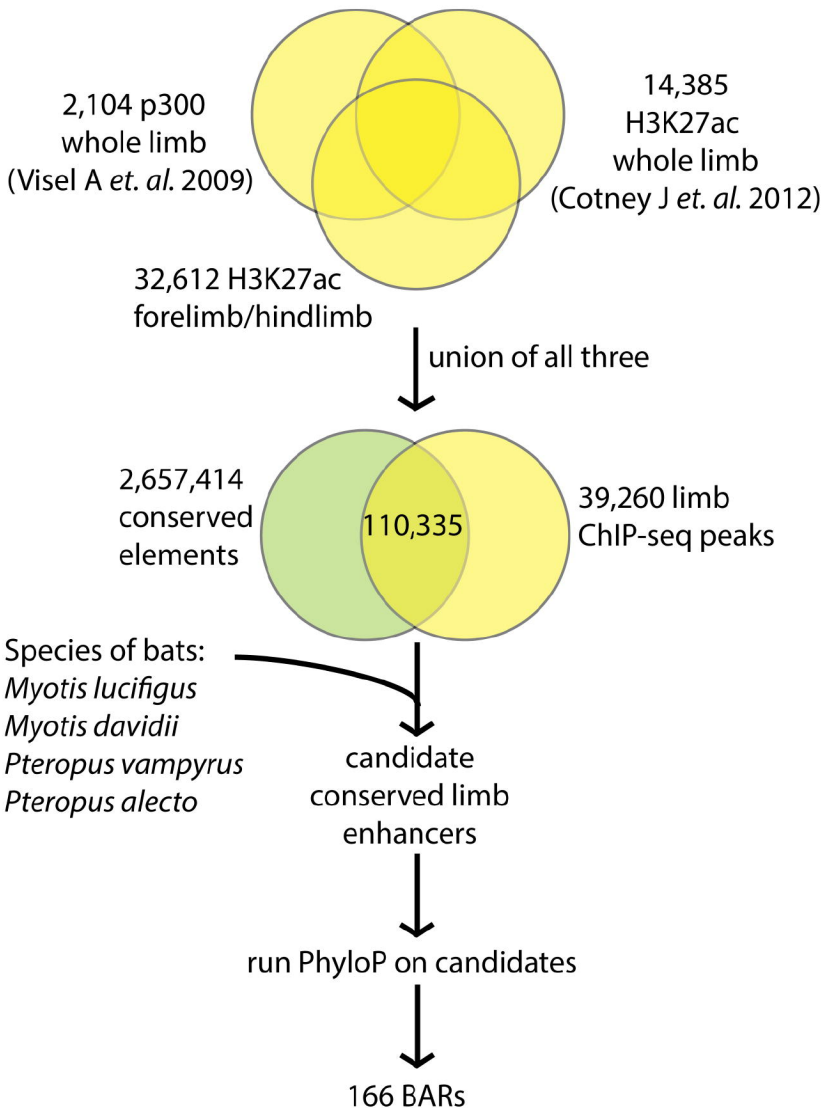 2,104 p300
whole limb
(Visel A et. al. 2009)
14,385
H3K27ac
whole limb
(Cotney J et. al. 2012)
32,612 H3K27ac
forelimb/hindlimb
union of all three
2,657,414
conserved
elements
110,335
39,260 limb
ChIP-seq peaks
Species of bats:
Myotis lucifigus
Myotis davidii
Pteropus vampyrus
Pteropus alecto
candidate
conserved limb
enhancers
run PhyloP on candidates
166 BARs